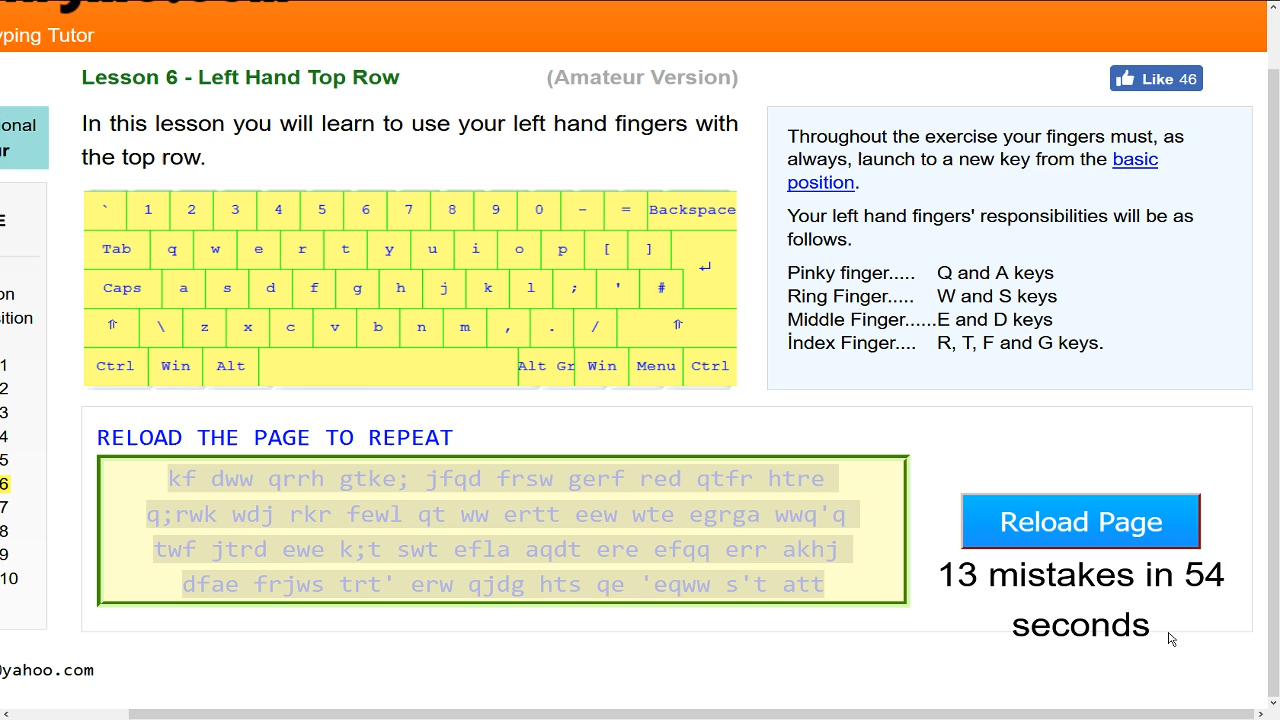 yping Tutor
Lesson 6 - Left Hand Top Row
(Amateur Version)
Like 46
onal
r
In this lesson you will learn to use your left hand fingers with
the top row.
Throughout the exercise your fingers must, as
always, launch to a new key from the basic
position.
Your left hand fingers' responsibilities will be as
follows.
Pinky finger..... Q and A keys
Ring Finger..... W and S keys
Middle Finger......E and D keys
İndex Finger.... R, T, F and G keys.
` 1 2 3 4 5 6 7 8 9 0 - = Backspace
Tab q w e r t y u i o p [ ] ↵
Caps a s d f g h j k l ; ' #
⇧ \ z x c v b n m , . / ⇧
Ctrl Win Alt Alt Gr Win Menu Ctrl
E
on
sition
1
2
3
4
5
6
7
8
9
10
RELOAD THE PAGE TO REPEAT
kf dww qrrh gtke; jfqd frsw gerf red qtfr htre
q;rwk wdj rkr fewl qt ww ertt eew wte egrga wwq'q
twf jtrd ewe k;t swt efla aqdt ere efqq err akhj
dfae frjws trt' erw qjdg hts qe 'eqww s't att
Reload Page
13 mistakes in 54
seconds
@yahoo.com